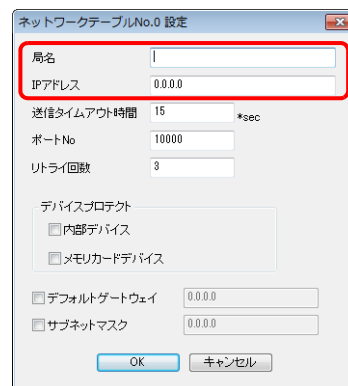 ネットワークテーブルNo.0 設定
局名
IPアドレス 0.0.0.0
送信タイムアウト時間 15 *sec
ポートNo 10000
リトライ回数 3
デバイスプロテクト
内部デバイス
メモリカードデバイス
デフォルトゲートウェイ 0.0.0.0
サブネットマスク 0.0.0.0
OK キャンセル